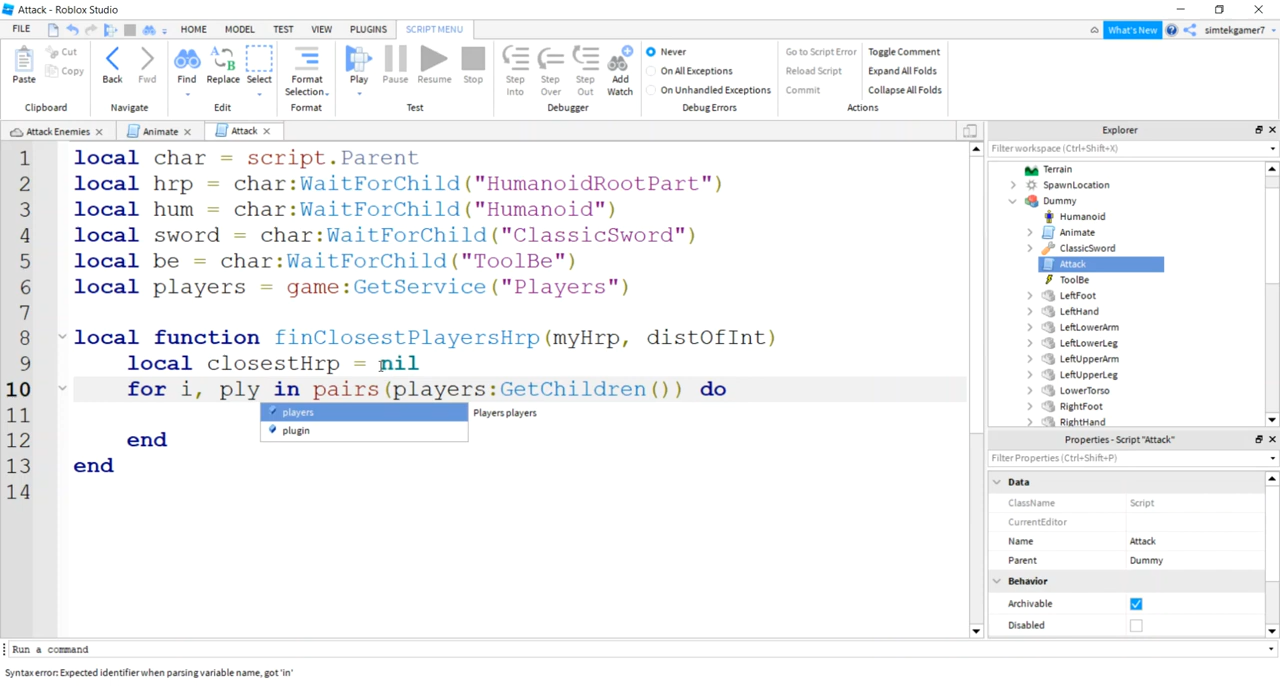 Attack - Roblox Studio
FILE HOME MODEL TEST VIEW PLUGINS SCRIPT MENU What's New simtekgamer7
Paste Cut Copy Back Fwd Find Replace Select Format Selection Play Pause Resume Stop Step Into Step Over Step Out Add Watch
Never
On All Exceptions
On Unhandled Exceptions
Go to Script Error
Reload Script
Commit
Toggle Comment
Expand All Folds
Collapse All Folds
Clipboard Navigate Edit Format Test Debugger Debug Errors Actions
Attack Enemies Animate Attack
1 local char = script.Parent
2 local hrp = char:WaitForChild("HumanoidRootPart")
3 local hum = char:WaitForChild("Humanoid")
4 local sword = char:WaitForChild("ClassicSword")
5 local be = char:WaitForChild("ToolBe")
6 local players = game:GetService("Players")
7
8 local function finClosestPlayersHrp(myHrp, distOfInt)
9 local closestHrp = nil
10 for i, ply in pairs(players:GetChildren()) do
players Players players
plugin
11
12 end
13 end
14
Explorer
Filter workspace (Ctrl+Shift+X)
Terrain
SpawnLocation
Dummy
Humanoid
Animate
ClassicSword
Attack
ToolBe
LeftFoot
LeftHand
LeftLowerArm
LeftLowerLeg
LeftUpperArm
LeftUpperLeg
LowerTorso
RightFoot
RightHand
Properties - Script "Attack"
Filter Properties (Ctrl+Shift+P)
Data
ClassName Script
CurrentEditor
Name Attack
Parent Dummy
Behavior
Archivable
Disabled
Run a command
Syntax error: Expected identifier when parsing variable name, got 'in'